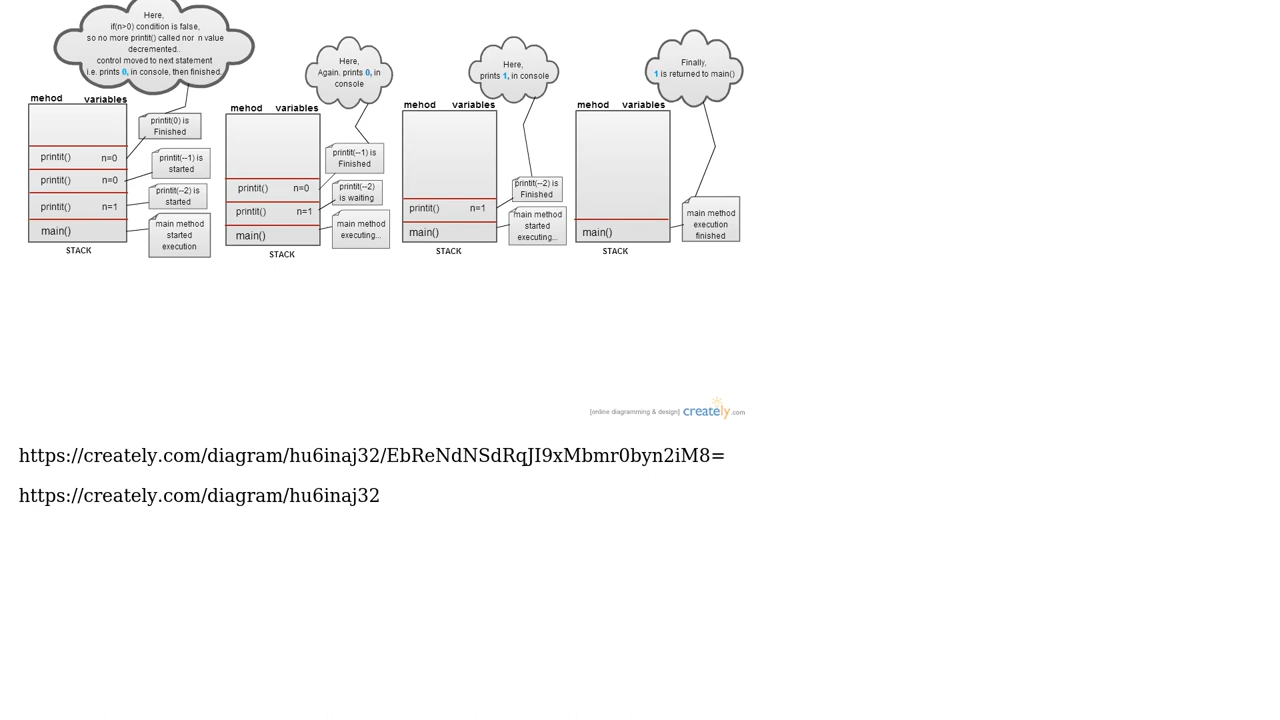 Here,
if(n>0) condition is false,
so no more printit() called nor n value
decremented..
control moved to next statement
i.e. prints 0, in console, then finished.
mehod variables
printit(0) is
Finished
printit() n=0
printit(--1) is
started
printit() n=0
printit(--2) is
started
printit() n=1
main method
started
execution
main()
STACK
Here,
Again, prints 0, in
console
mehod variables
printit(--1) is
Finished
printit() n=0
printit(--2)
is waiting
printit() n=1
main method
executing...
main()
STACK
Here,
prints 1, in console
mehod variables
printit(--2) is
Finished
printit() n=1
main method
started
executing...
main()
STACK
Finally,
1 is returned to main()
mehod variables
main method
execution
finished
main()
STACK
[online diagramming & design] creately.com
https://creately.com/diagram/hu6inaj32/EbReNdNSdRqJI9xMbmr0byn2iM8=
https://creately.com/diagram/hu6inaj32